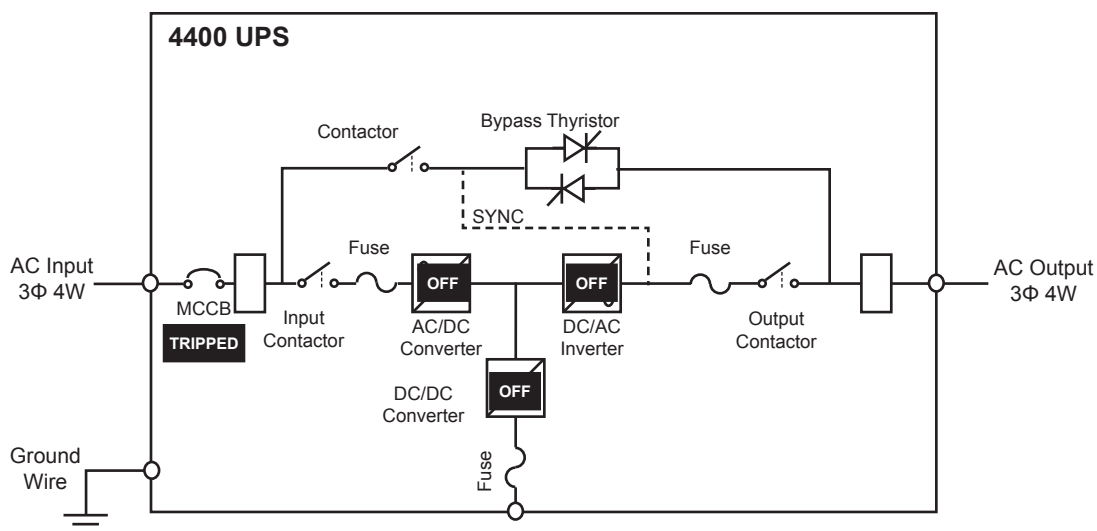 4400 UPS
Contactor
Bypass Thyristor
SYNC
Fuse
Fuse
AC Input
3Φ 4W
AC Output
3Φ 4W
OFF
OFF
MCCB
TRIPPED
Input
Contactor
AC/DC
Converter
DC/AC
Inverter
Output
Contactor
DC/DC
Converter
OFF
Fuse
Ground
Wire